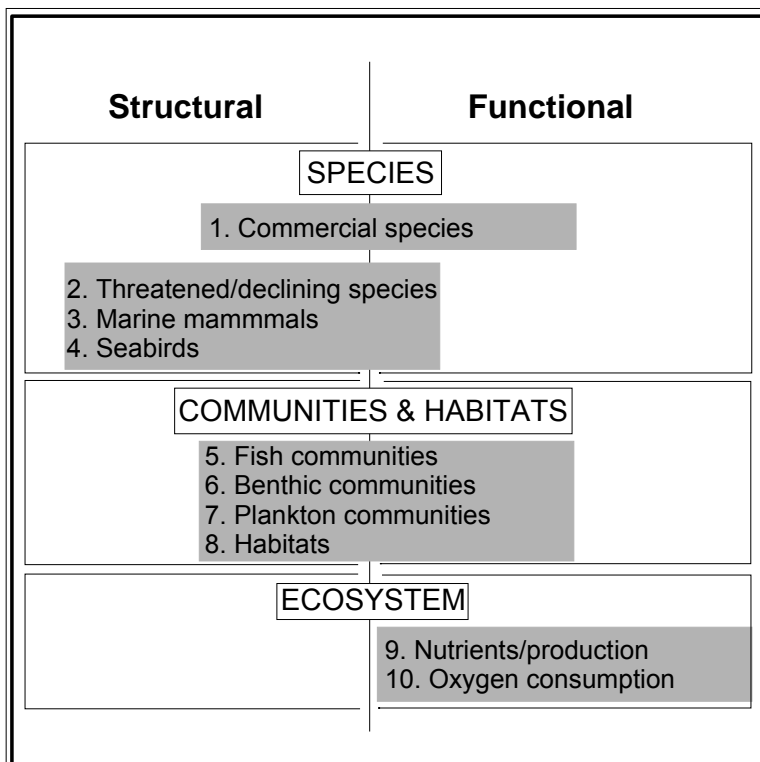 Structural
Functional
SPECIES
1. Commercial species
2. Threatened/declining species
3. Marine mammmals
4. Seabirds
COMMUNITIES & HABITATS
5. Fish communities
6. Benthic communities
7. Plankton communities
8. Habitats
ECOSYSTEM
9. Nutrients/production
10. Oxygen consumption